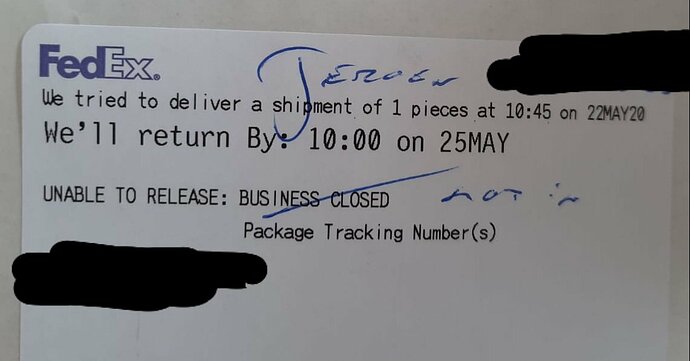 FedEx. JEROEN
We tried to deliver a shipment of 1 pieces at 10:45 on 22MAY20
We'll return By: 10:00 on 25MAY
UNABLE TO RELEASE: BUSINESS CLOSED not in
Package Tracking Number(s)